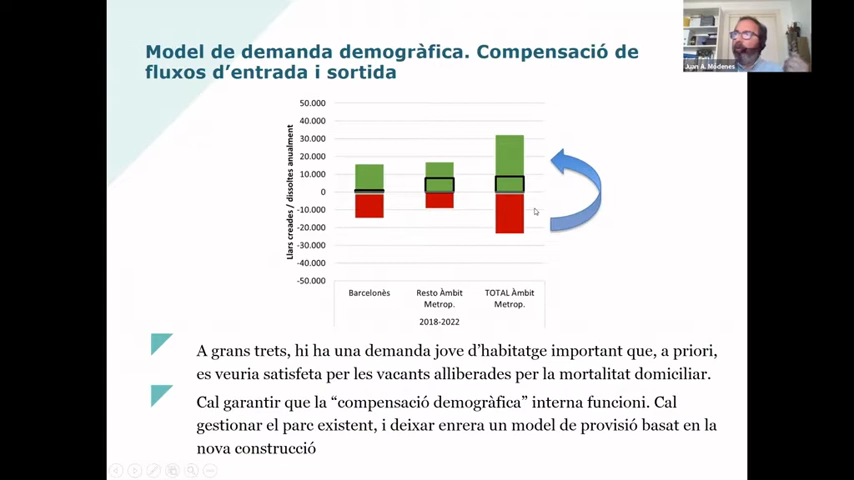 Model de demanda demogràfica. Compensació de
fluxos d'entrada i sortida
Juan A. Módenes
Llars creades / dissoltes anualment
50.000
40.000
30.000
20.000
10.000
0
-10.000
-20.000
-30.000
-40.000
-50.000
Barcelonès
Resto Àmbit
Metrop.
TOTAL Àmbit
Metrop.
2018-2022
A grans trets, hi ha una demanda jove d'habitatge important que, a priori,
es veuria satisfeta per les vacants alliberades per la mortalitat domiciliar.
Cal garantir que la "compensació demogràfica" interna funcioni. Cal
gestionar el parc existent, i deixar enrera un model de provisió basat en la
nova construcció